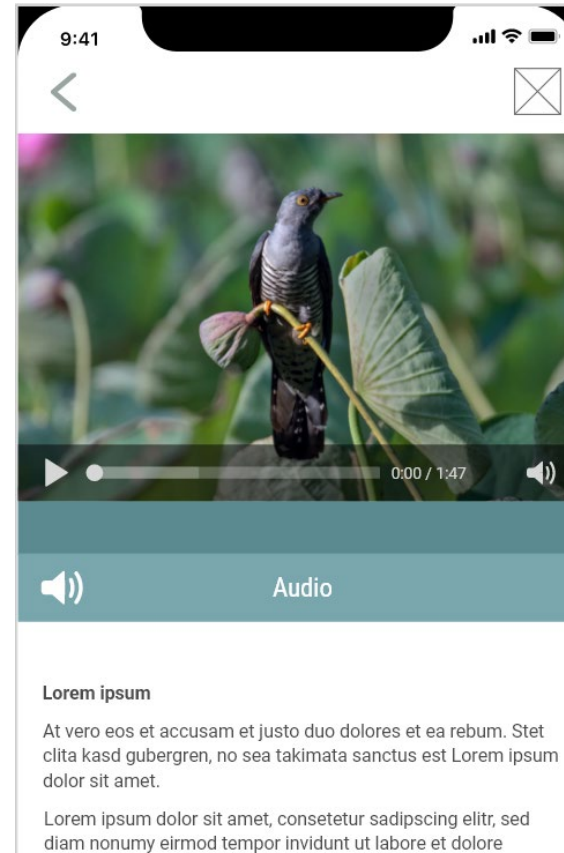 9:41
0:00 / 1:47
Audio
Lorem ipsum
At vero eos et accusam et justo duo dolores et ea rebum. Stet
clita kasd gubergren, no sea takimata sanctus est Lorem ipsum
dolor sit amet.
Lorem ipsum dolor sit amet, consetetur sadipscing elitr, sed
diam nonumy eirmod tempor invidunt ut labore et dolore